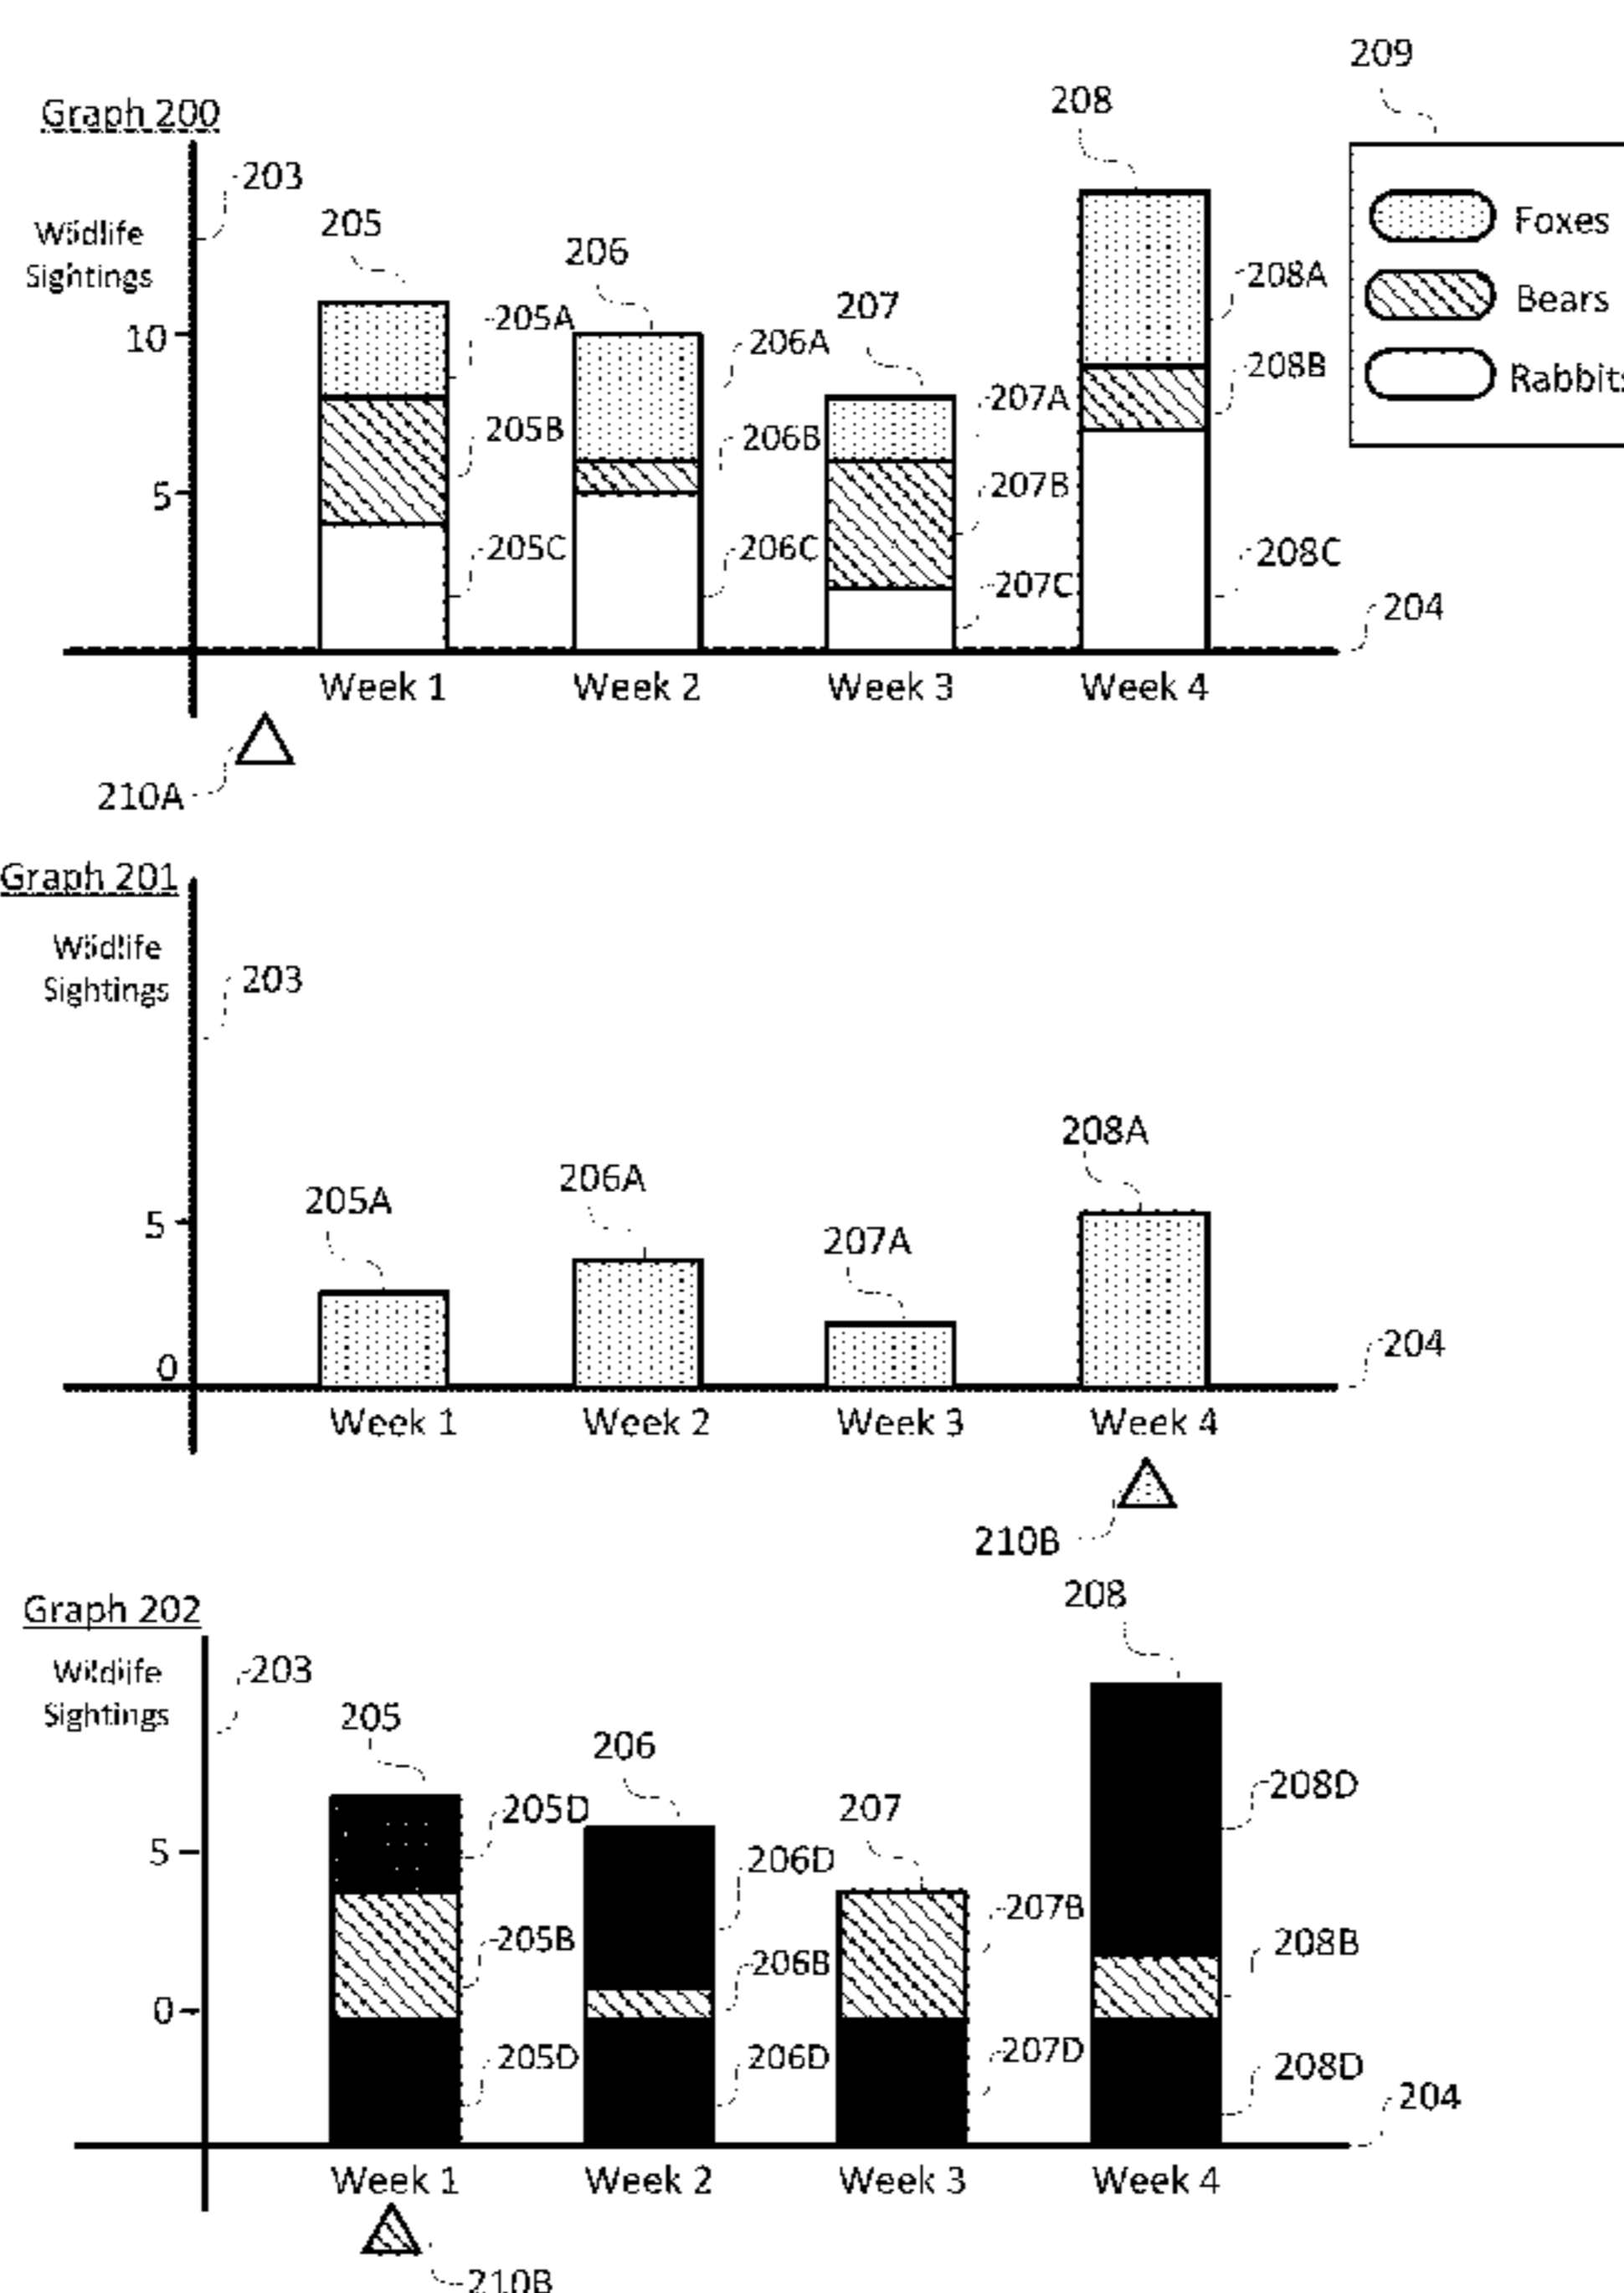 209
208
Graph 200
203
Wildlife
Sightings
205
206
207
Foxes
Bears
Rabbits
10
5
205A
205B
205C
206A
206B
206C
207A
207B
207C
208A
208B
208C
204
Week 1 Week 2 Week 3 Week 4
210A
Graph 201
Wildlife
Sightings
203
208A
206A
205A
207A
5
0
204
Week 1 Week 2 Week 3 Week 4
210B
208
Graph 202
Wildlife
Sightings
203
205
206
207
5
0
205D
205B
205D
206D
206B
206D
207B
207D
208D
208B
208D
204
Week 1 Week 2 Week 3 Week 4
210B